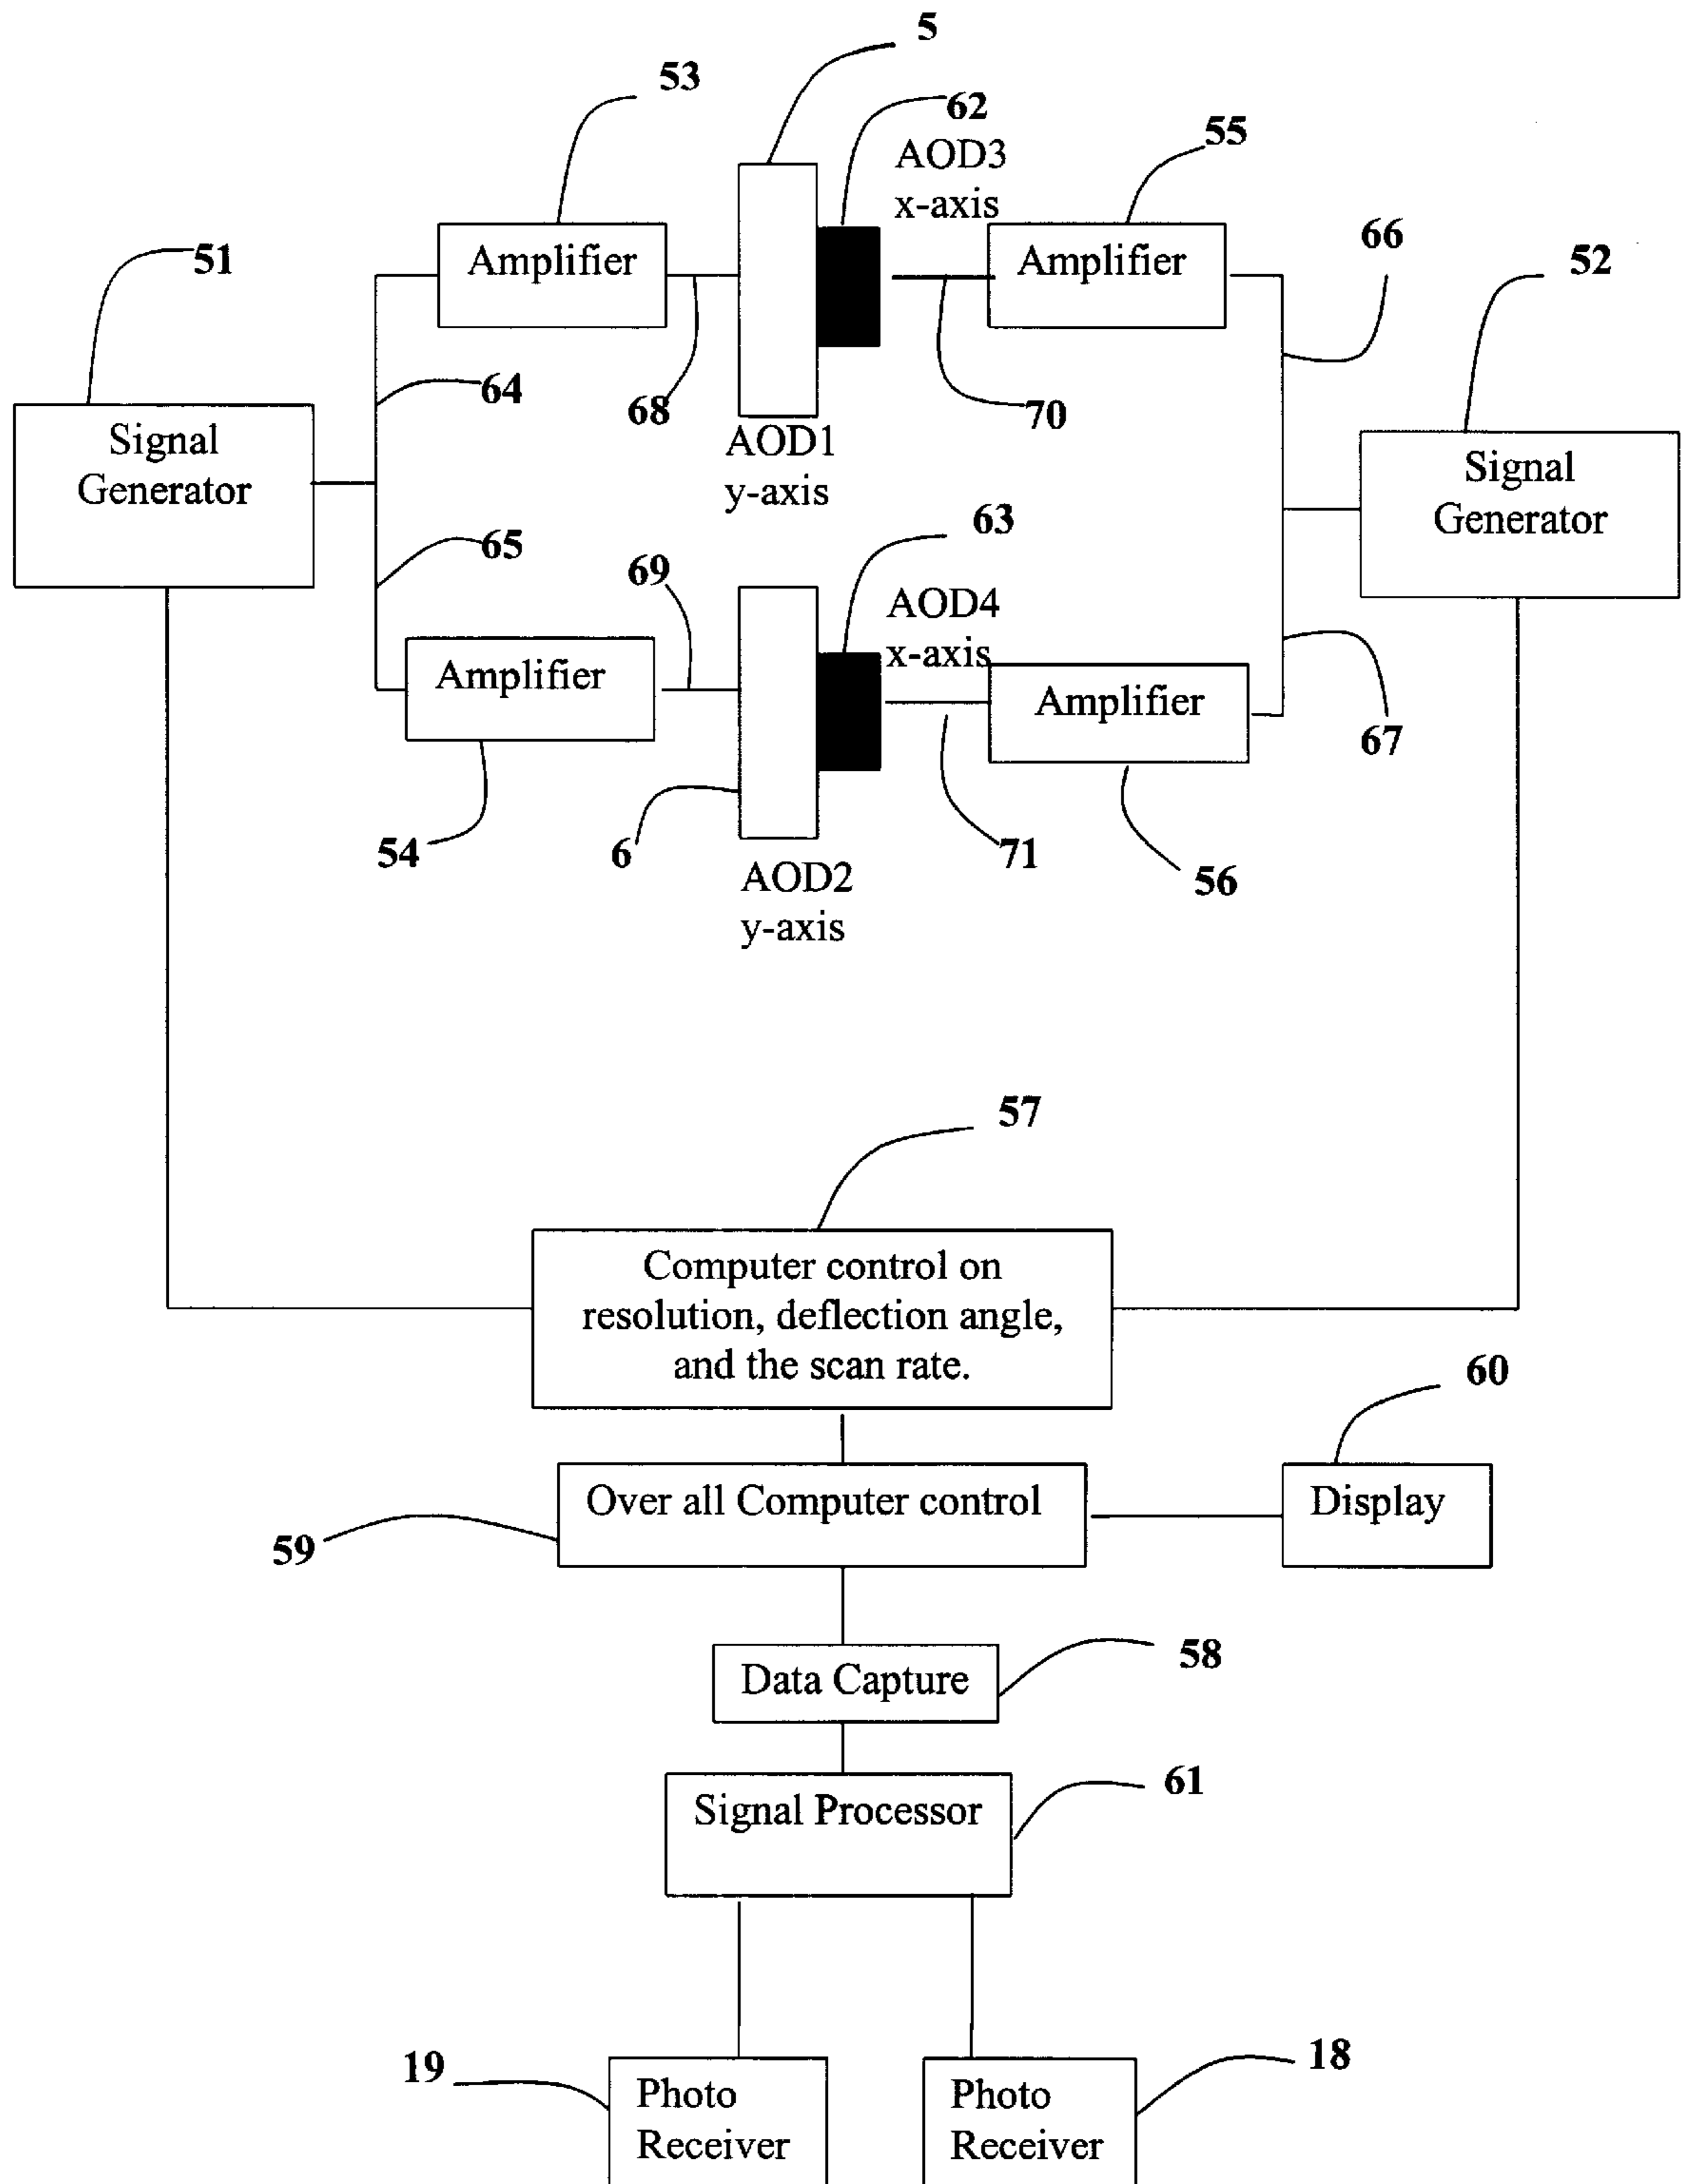 5
53
62
AOD3
x-axis
55
66
51
52
Amplifier
Amplifier
64
68
70
Signal
Generator
AOD1
y-axis
Signal
Generator
65
69
63
AOD4
x-axis
Amplifier
Amplifier
67
54
6
71
56
AOD2
y-axis
57
Computer control on
resolution, deflection angle,
and the scan rate.
60
Over all Computer control
Display
59
58
Data Capture
61
Signal Processor
19
18
Photo
Receiver
Photo
Receiver